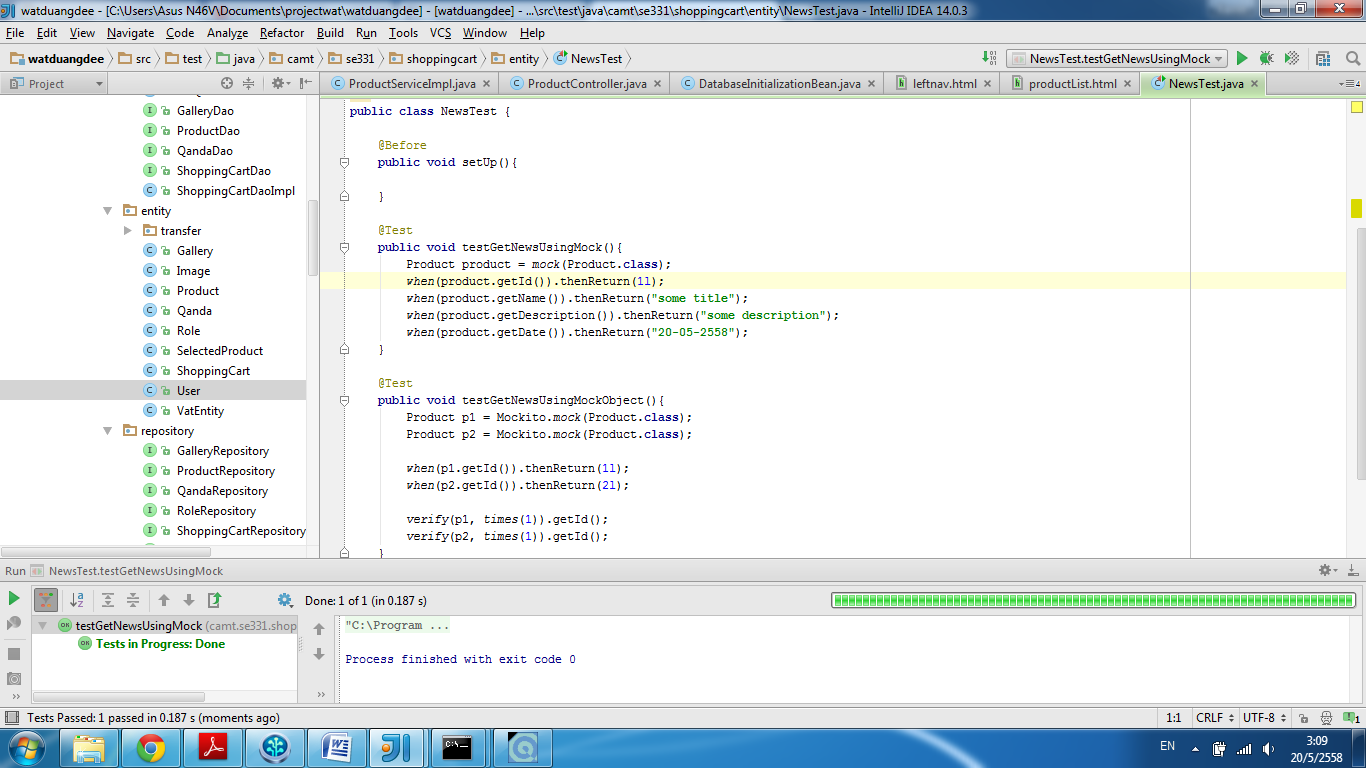 watduangdee - [C:\Users\Asus N46V\Documents\projectwat\watduangdee] - [watduangdee] - ...\src\test\java\camt\se331\shoppingcart\entity\NewsTest.java - IntelliJ IDEA 14.0.3
File Edit View Navigate Code Analyze Refactor Build Run Tools VCS Window Help
watduangdee src test java camt se331 shoppingcart entity NewsTest
NewsTest.testGetNewsUsingMock
Project
ProductServiceImpl.java ProductController.java DatabaseInitializationBean.java leftnav.html productList.html NewsTest.java
GalleryDao
ProductDao
QandaDao
ShoppingCartDao
ShoppingCartDaoImpl
entity
transfer
Gallery
Image
Product
Qanda
Role
SelectedProduct
ShoppingCart
User
VatEntity
repository
GalleryRepository
ProductRepository
QandaRepository
RoleRepository
ShoppingCartRepository
public class NewsTest {
@Before
public void setUp(){
}
@Test
public void testGetNewsUsingMock(){
Product product = mock(Product.class);
when(product.getId()).thenReturn(1l);
when(product.getName()).thenReturn("some title");
when(product.getDescription()).thenReturn("some description");
when(product.getDate()).thenReturn("20-05-2558");
}
@Test
public void testGetNewsUsingMockObject(){
Product p1 = Mockito.mock(Product.class);
Product p2 = Mockito.mock(Product.class);
when(p1.getId()).thenReturn(1l);
when(p2.getId()).thenReturn(2l);
verify(p1, times(1)).getId();
verify(p2, times(1)).getId();
}
Run NewsTest.testGetNewsUsingMock
Done: 1 of 1 (in 0.187 s)
testGetNewsUsingMock (camt.se331.shop
Tests in Progress: Done
"C:\Program ...
Process finished with exit code 0
Tests Passed: 1 passed in 0.187 s (moments ago)
1:1 CRLF UTF-8
EN
3:09
20/5/2558